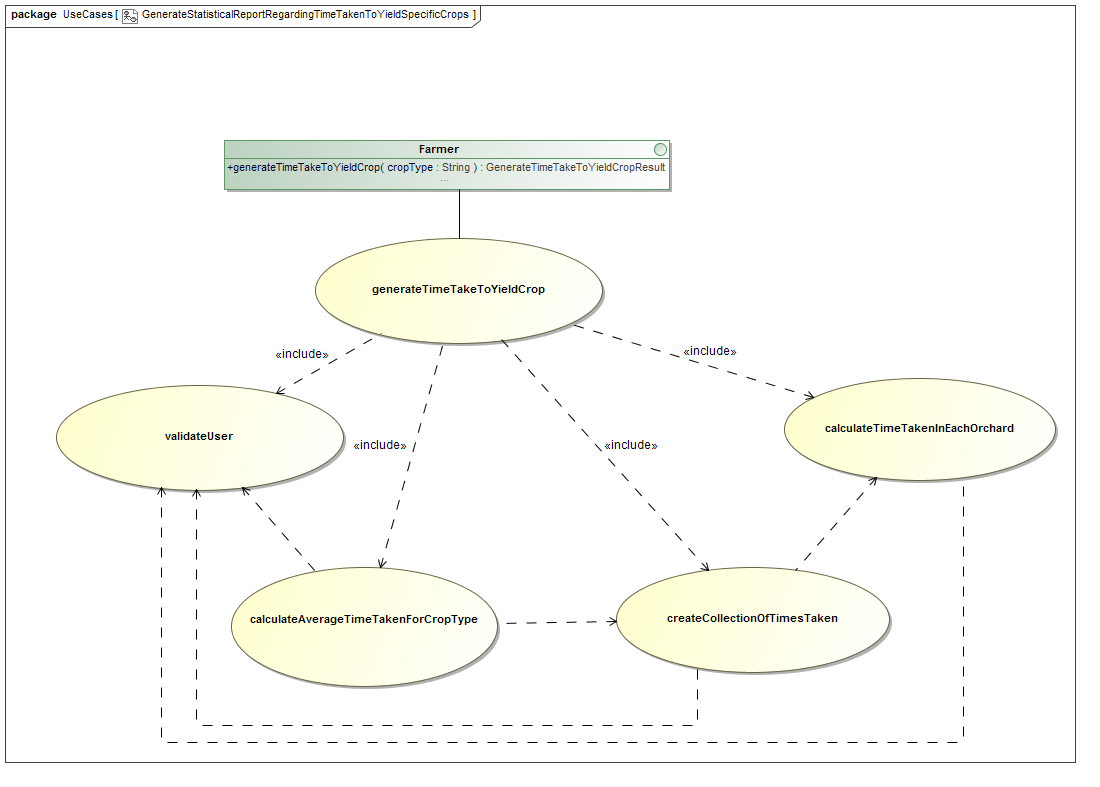 package UseCases [ GenerateStatisticalReportRegardingTimeTakenToYieldSpecificCrops ]
Farmer
+generateTimeTakeToYieldCrop( cropType : String ) : GenerateTimeTakeToYieldCropResult
...
generateTimeTakeToYieldCrop
«include»
«include»
validateUser
calculateTimeTakenInEachOrchard
«include»
«include»
calculateAverageTimeTakenForCropType
createCollectionOfTimesTaken